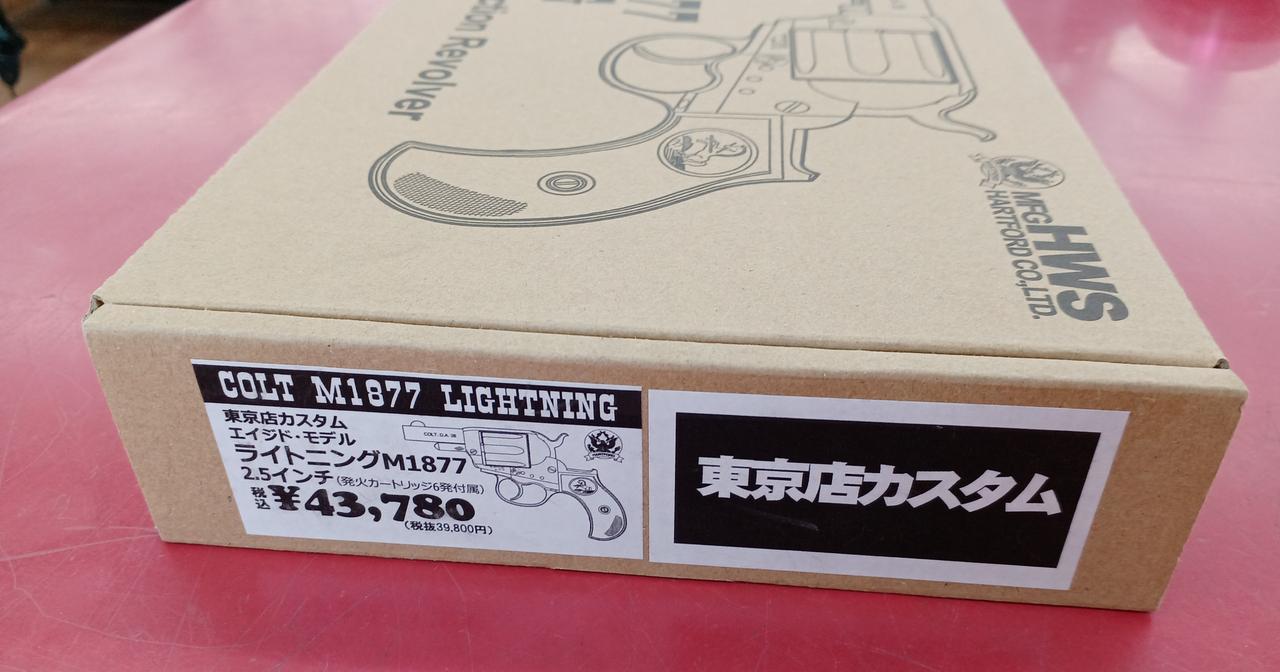 Revolver
HWS
MFG
HARTFORD CO.,LTD.
COLT M1877 LIGHTNING
東京店カスタム
エイジド・モデル
ライトニングM1877
2.5インチ(発火カートリッジ6発付属)
税込¥43,780
(税抜39,800円)
COLT D.A. 38
東京店カスタム